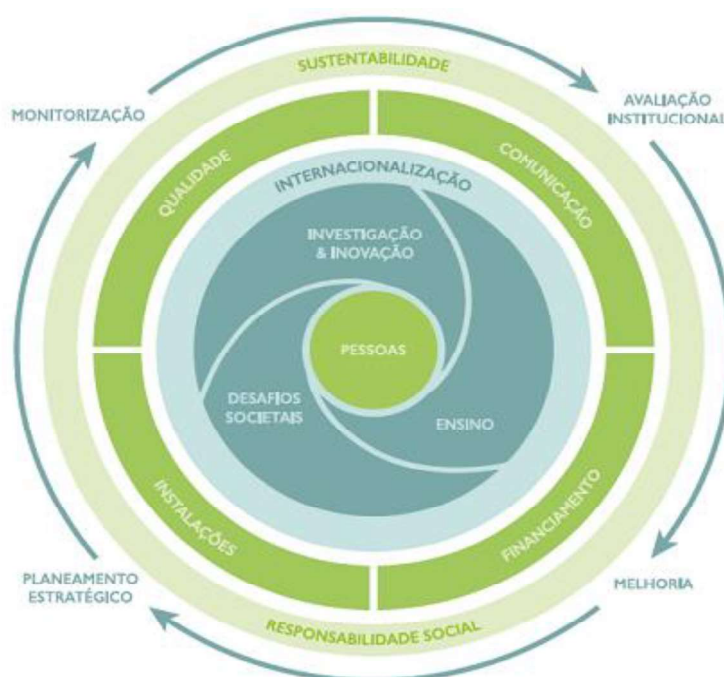 SUSTENTABILIDADE
MONITORIZAÇÃO
AVALIAÇÃO
INSTITUCIONAL
QUALIDADE
COMUNICAÇÃO
INTERNACIONALIZAÇÃO
INVESTIGAÇÃO
& INOVAÇÃO
PESSOAS
DESAFIOS
SOCIETAIS
ENSINO
INSTALAÇÕES
FINANCIAMENTO
PLANEAMENTO
ESTRATÉGICO
MELHORIA
RESPONSABILIDADE SOCIAL